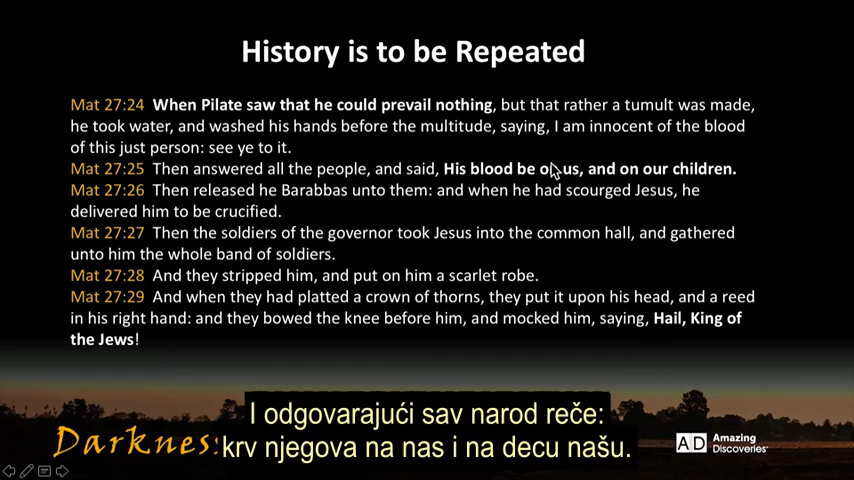 History is to be Repeated
Mat 27:24 When Pilate saw that he could prevail nothing, but that rather a tumult was made,
he took water, and washed his hands before the multitude, saying, I am innocent of the blood
of this just person: see ye to it.
Mat 27:25 Then answered all the people, and said, His blood be on us, and on our children.
Mat 27:26 Then released he Barabbas unto them: and when he had scourged Jesus, he
delivered him to be crucified.
Mat 27:27 Then the soldiers of the governor took Jesus into the common hall, and gathered
unto him the whole band of soldiers.
Mat 27:28 And they stripped him, and put on him a scarlet robe.
Mat 27:29 And when they had platted a crown of thorns, they put it upon his head, and a reed
in his right hand: and they bowed the knee before him, and mocked him, saying, Hail, King of
the Jews!
I odgovarajući sav narod reče:
krv njegova na nas i na decu našu.
Darkness
AD Amazing
Discoveries